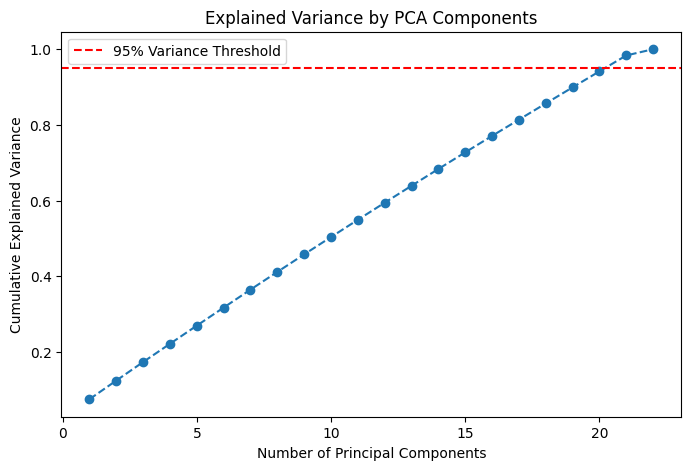 Explained Variance by PCA Components
95% Variance Threshold
Cumulative Explained Variance
1.0
0.8
0.6
0.4
0.2
0
5
10
15
20
Number of Principal Components